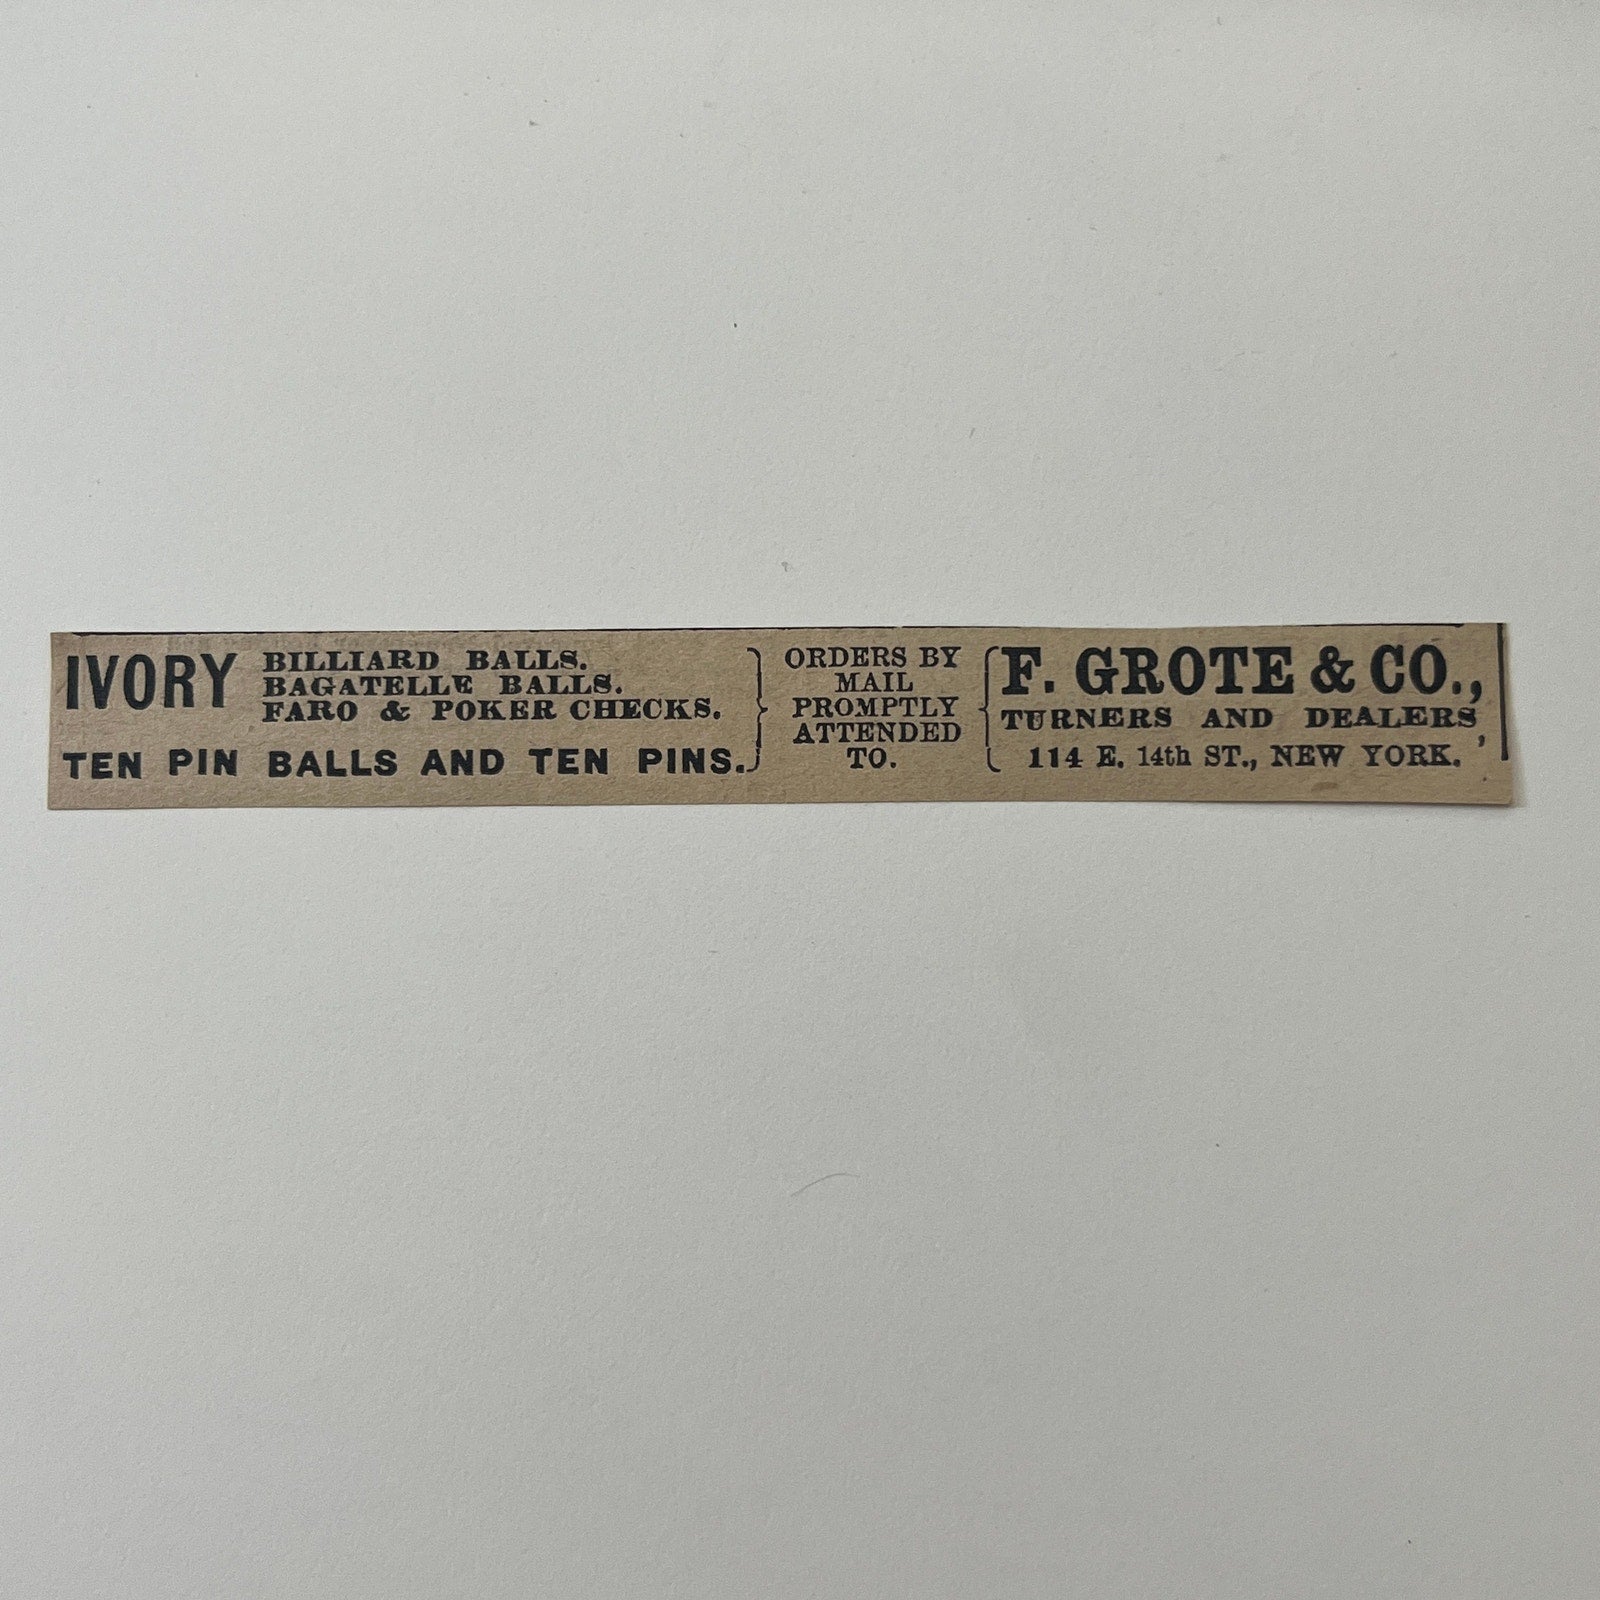 IVORY
BILLIARD BALLS.
BAGATELLE BALLS.
FARO & POKER CHECKS.
TEN PIN BALLS AND TEN PINS.
ORDERS BY
MAIL
PROMPTLY
ATTENDED
TO.
F. GROTE & CO.,
TURNERS AND DEALERS,
114 E. 14th ST., NEW YORK.